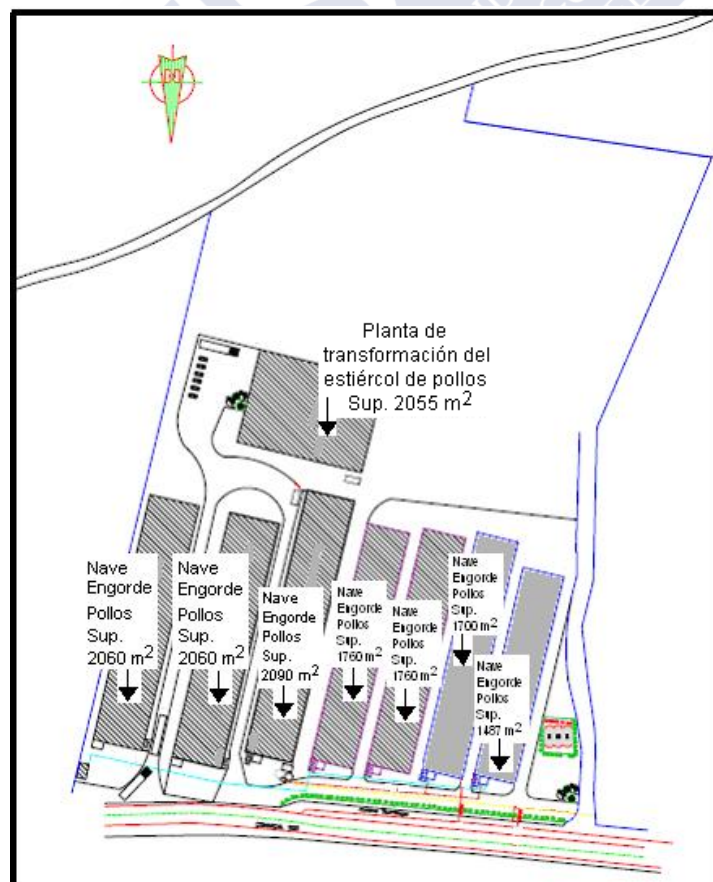 Planta de
transformación del
estiércol de pollos
Sup. 2055 m²
Nave
Engorde
Pollos
Sup.
2060 m²
Nave
Engorde
Pollos
Sup.
2060 m²
Nave
Engorde
Pollos
Sup.
2090 m²
Nave
Engorde
Pollos
Sup.
1760 m²
Nave
Engorde
Pollos
Sup.
1760 m²
Nave
Engorde
Pollos
Sup.
1700 m²
Nave
Engorde
Pollos
Sup.
1487 m²